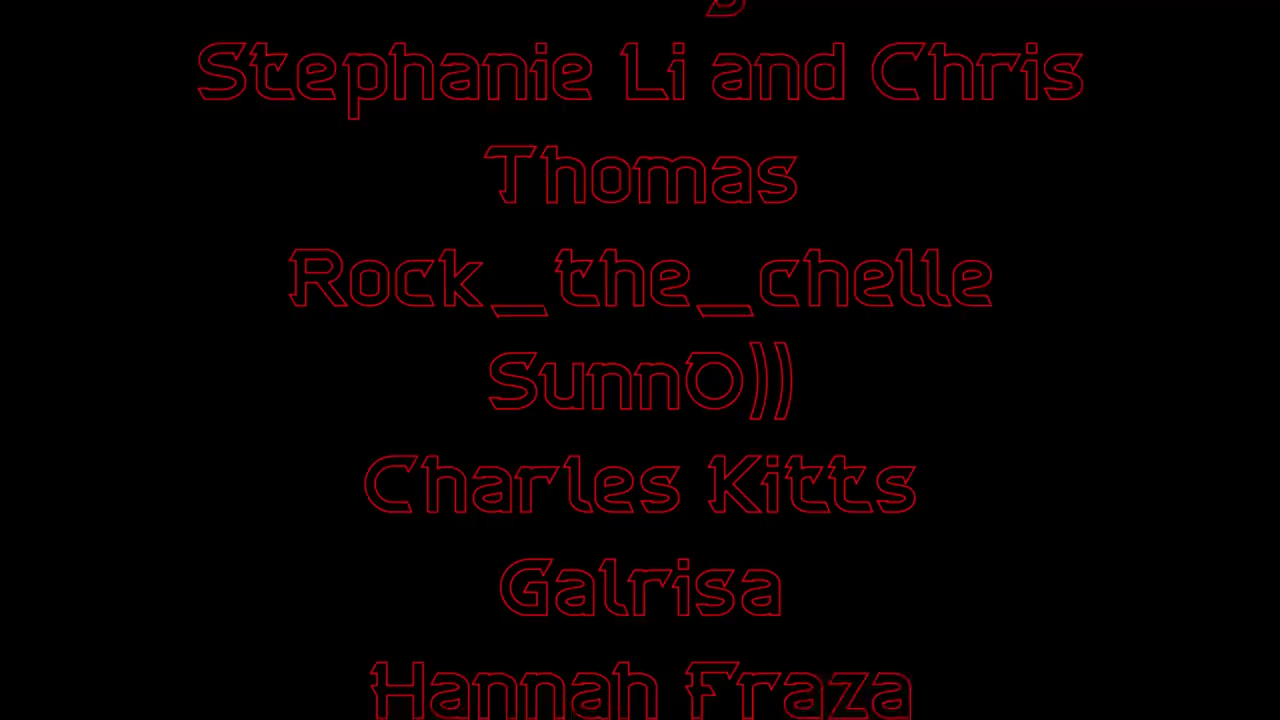 Stephanie Li and Chris
Thomas
Rock_the_chelle
SunnO))
Charles Kitts
Galrisa
Hannah Fraza